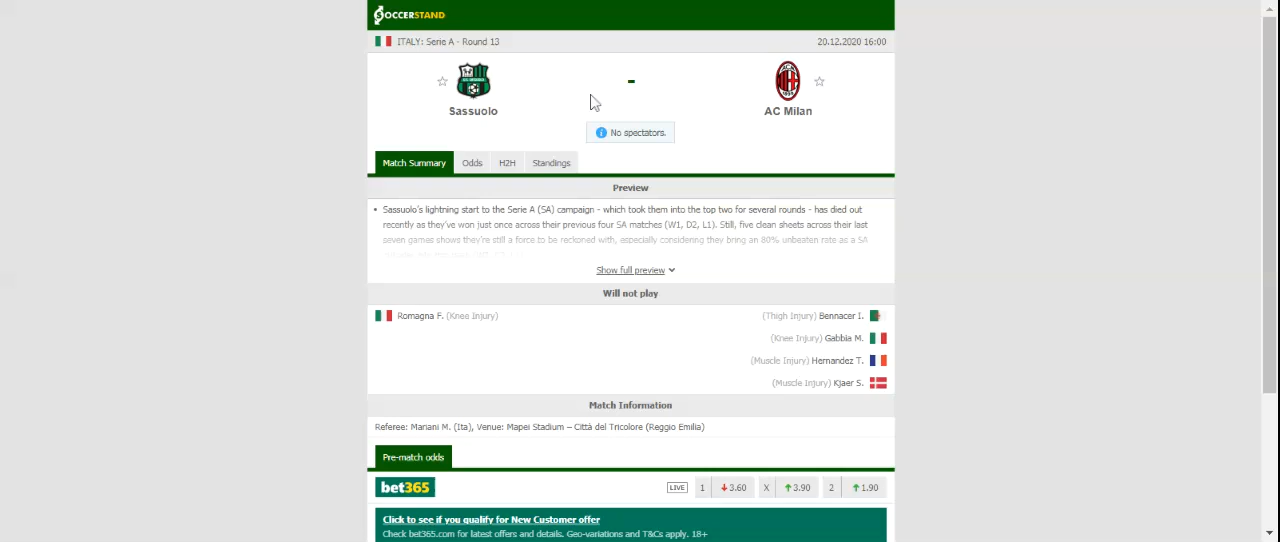 SOCCERSTAND
ITALY: Serie A - Round 13 20.12.2020 16:00
-
Sassuolo AC Milan
No spectators.
Match Summary Odds H2H Standings
Preview
• Sassuolo's lightning start to the Serie A (SA) campaign - which took them into the top two for several rounds - has died out
recently as they've won just once across their previous four SA matches (W1, D2, L1). Still, five clean sheets across their last
seven games shows they're still a force to be reckoned with, especially considering they bring an 80% unbeaten rate as a SA
Show full preview
Will not play
Romagna F. (Knee Injury) (Thigh Injury) Bennacer I.
(Knee Injury) Gabbia M.
(Muscle Injury) Hernandez T.
(Muscle Injury) Kjaer S.
Match Information
Referee: Mariani M. (Ita), Venue: Mapei Stadium – Città del Tricolore (Reggio Emilia)
Pre-match odds
bet365 LIVE 1 3.60 X 3.90 2 1.90
Click to see if you qualify for New Customer offer
Check bet365.com for latest offers and details. Geo-variations and T&Cs apply. 18+